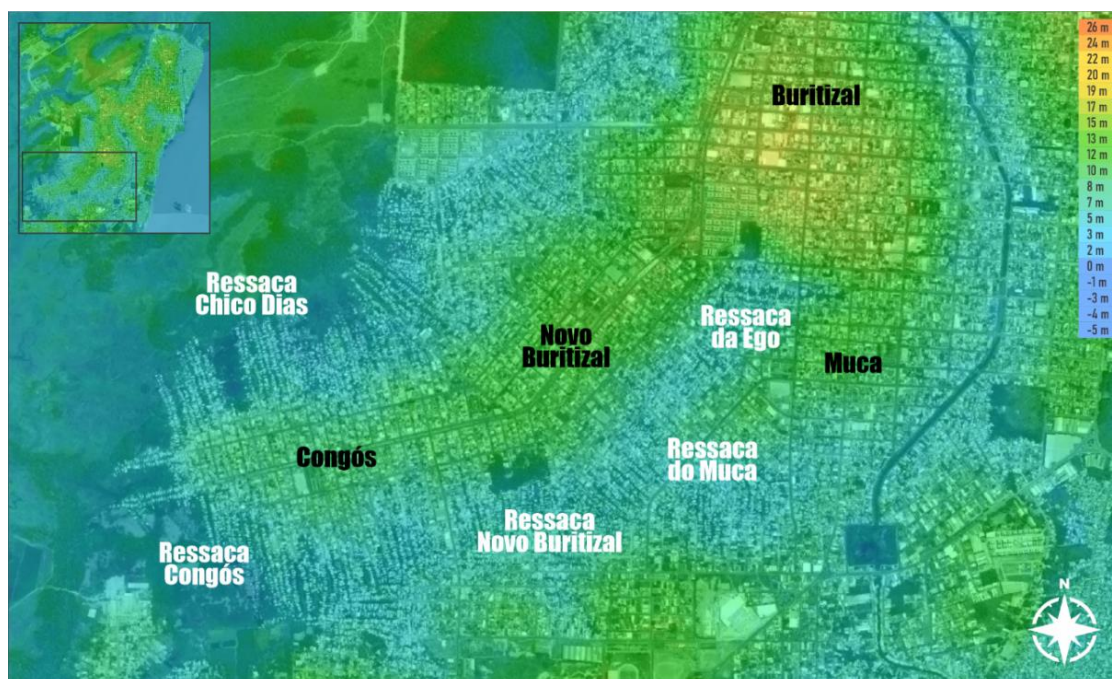 26 m
24 m
22 m
20 m
19 m
17 m
15 m
13 m
12 m
10 m
8 m
7 m
5 m
3 m
2 m
0 m
-1 m
-3 m
-4 m
-5 m
Buritizal
Ressaca
Chico Dias
Ressaca
da Ego
Novo
Buritizal
Muca
Congós
Ressaca
do Muca
Ressaca
Novo Buritizal
Ressaca
Congós
N